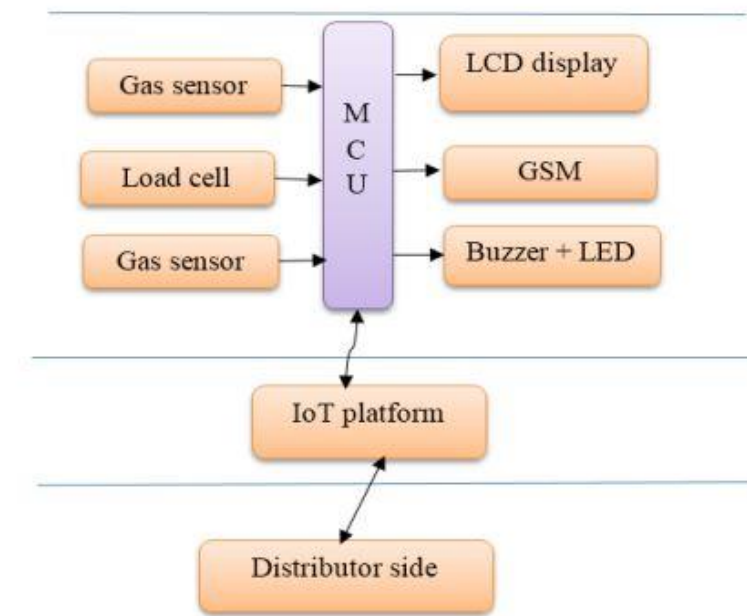 Gas sensor
Load cell
Gas sensor
M
C
U
LCD display
GSM
Buzzer + LED
IoT platform
Distributor side